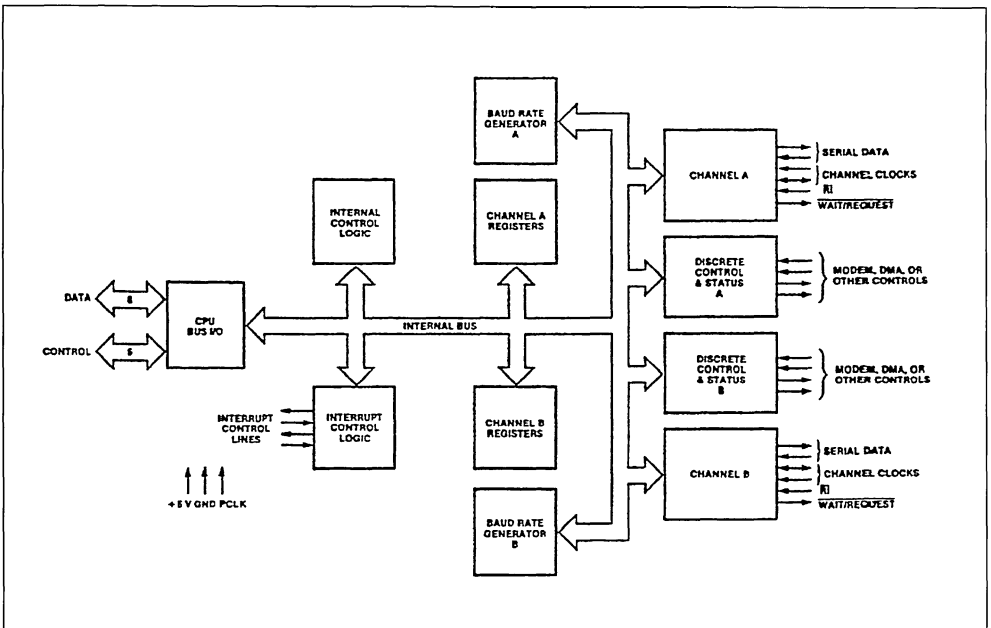 BAUD RATE
GENERATOR
A
CHANNEL A
SERIAL DATA
CHANNEL CLOCKS
RI
WAIT/REQUEST
INTERNAL
CONTROL
LOGIC
CHANNEL A
REGISTERS
DISCRETE
CONTROL
& STATUS
A
MODEM, DMA, OR
OTHER CONTROLS
DATA
8
CPU
BUS I/O
INTERNAL BUS
CONTROL
5
DISCRETE
CONTROL
& STATUS
B
MODEM, DMA, OR
OTHER CONTROLS
INTERRUPT
CONTROL
LINES
INTERRUPT
CONTROL
LOGIC
CHANNEL B
REGISTERS
CHANNEL B
SERIAL DATA
CHANNEL CLOCKS
RI
WAIT/REQUEST
+5 V GND PCLK
BAUD RATE
GENERATOR
B